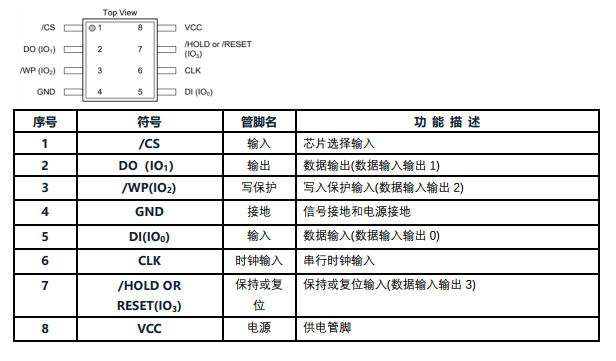 Top View
/CS 1 8 VCC
DO (IO₁) 2 7 /HOLD or /RESET
(IO₃)
/WP (IO₂) 3 6 CLK
GND 4 5 DI (IO₀)
序号 符号 管脚名 功 能 描 述
1 /CS 输入 芯片选择输入
2 DO（IO₁) 输出 数据输出(数据输入输出 1)
3 /WP(IO₂) 写保护 写入保护输入(数据输入输出 2)
4 GND 接地 信号接地和电源接地
5 DI(IO₀) 输入 数据输入(数据输入输出 0)
6 CLK 时钟输入 串行时钟输入
7 /HOLD OR 保持或复 保持或复位输入(数据输入输出 3)
RESET(IO₃) 位
8 VCC 电源 供电管脚